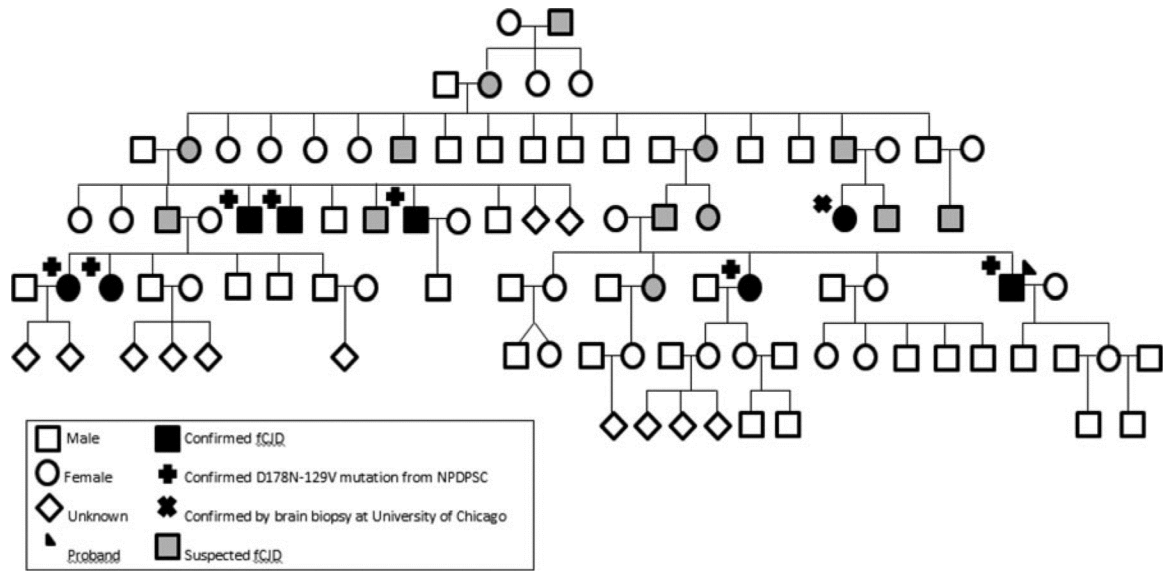 Male
Confirmed fCJD
Female
Confirmed D178N-129V mutation from NPDPSC
Unknown
Confirmed by brain biopsy at University of Chicago
Proband
Suspected fCJD